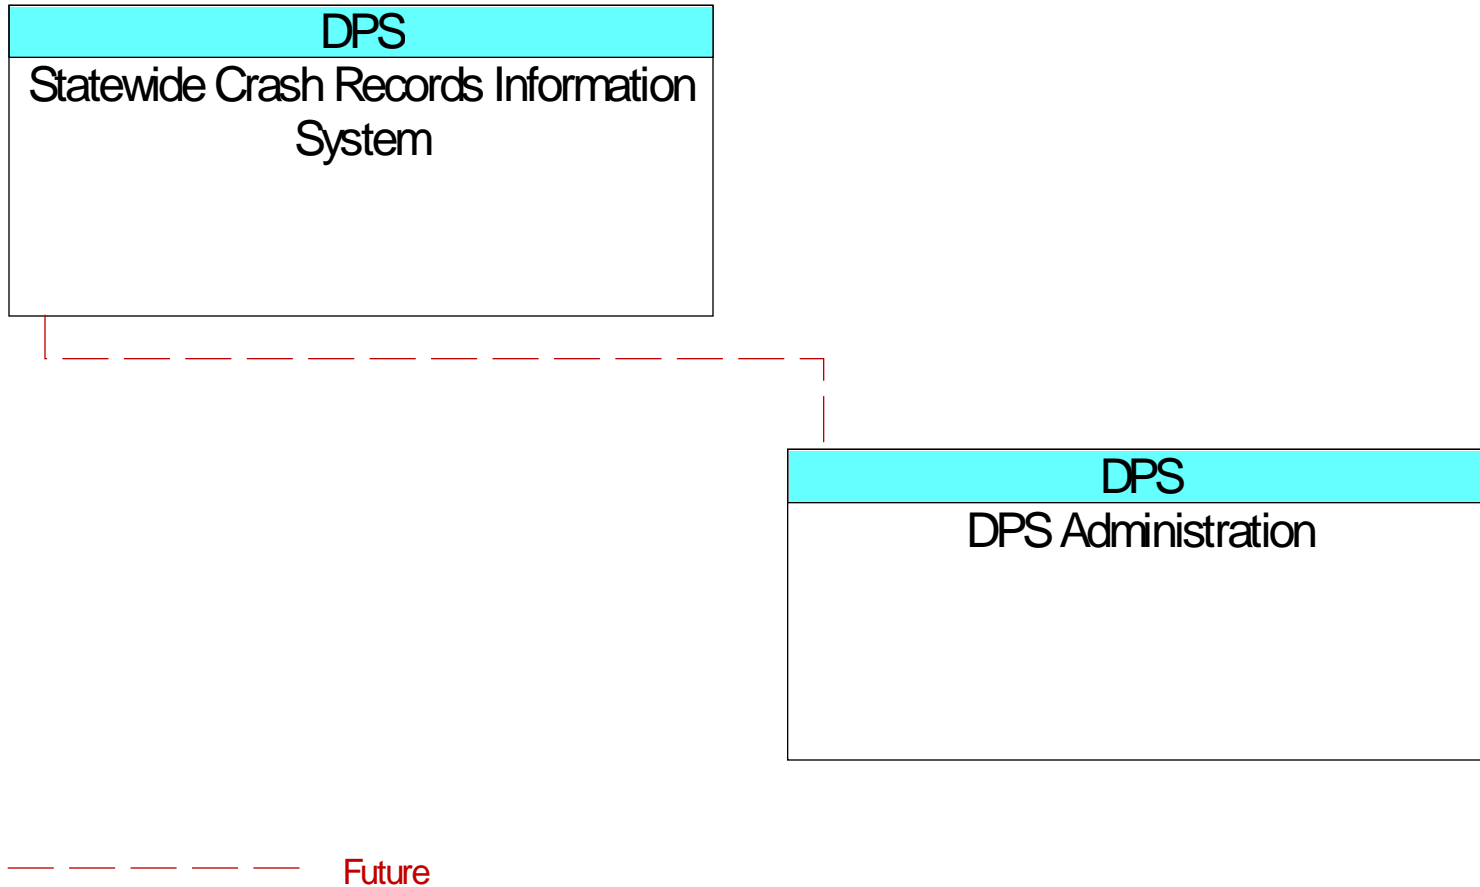 DPS
Statewide Crash Records Information
System
DPS
DPS Administration
Future